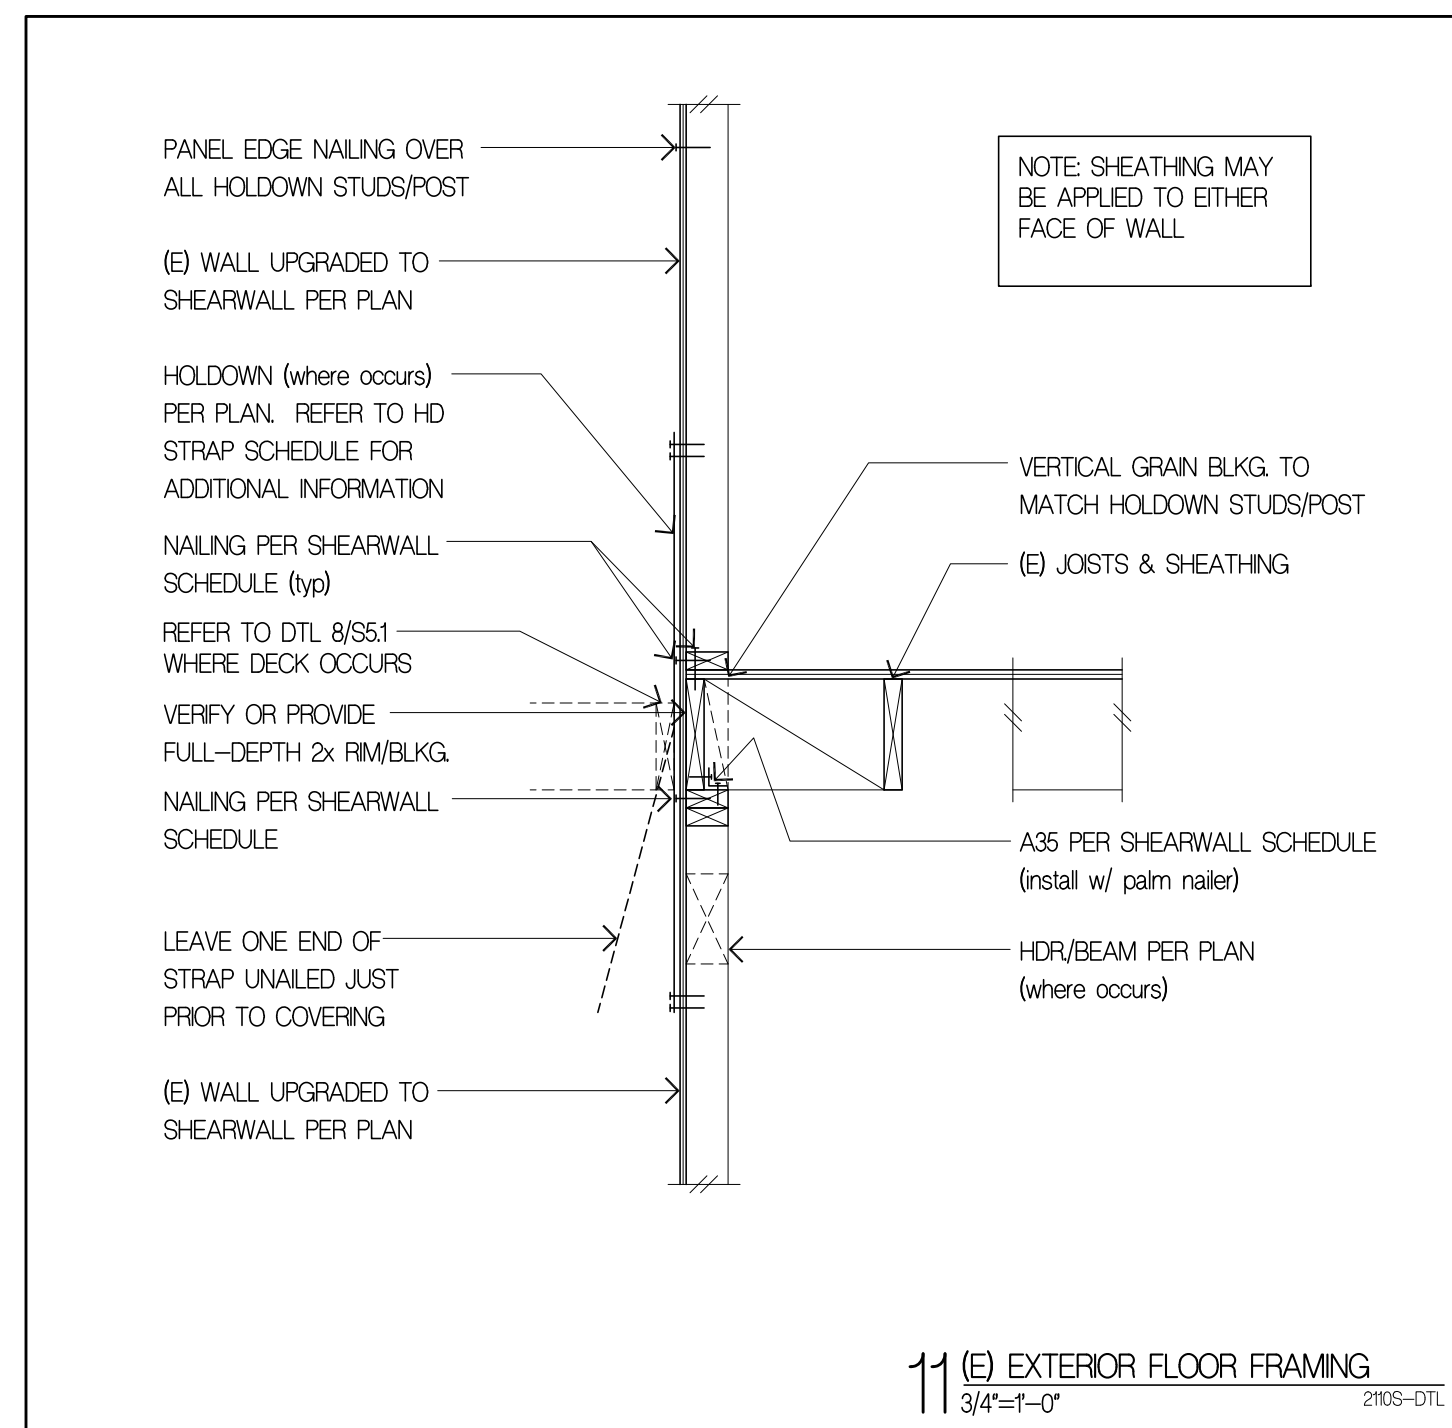 PANEL EDGE NAILING OVER
ALL HOLDOWN STUDS/POST
(E) WALL UPGRADED TO
SHEARWALL PER PLAN
HOLDOWN (where occurs)
PER PLAN. REFER TO HD
STRAP SCHEDULE FOR
ADDITIONAL INFORMATION
NAILING PER SHEARWALL
SCHEDULE (typ)
REFER TO DTL 8/S5.1
WHERE DECK OCCURS
VERIFY OR PROVIDE
FULL-DEPTH 2x RIM/BLKG.
NAILING PER SHEARWALL
SCHEDULE
LEAVE ONE END OF
STRAP UNAILED JUST
PRIOR TO COVERING
(E) WALL UPGRADED TO
SHEARWALL PER PLAN
NOTE: SHEATHING MAY
BE APPLIED TO EITHER
FACE OF WALL
VERTICAL GRAIN BLKG. TO
MATCH HOLDOWN STUDS/POST
(E) JOISTS & SHEATHING
A35 PER SHEARWALL SCHEDULE
(install w/ palm nailer)
HDR./BEAM PER PLAN
(where occurs)
11 (E) EXTERIOR FLOOR FRAMING
3/4"=1'-0" 2110S-DTL